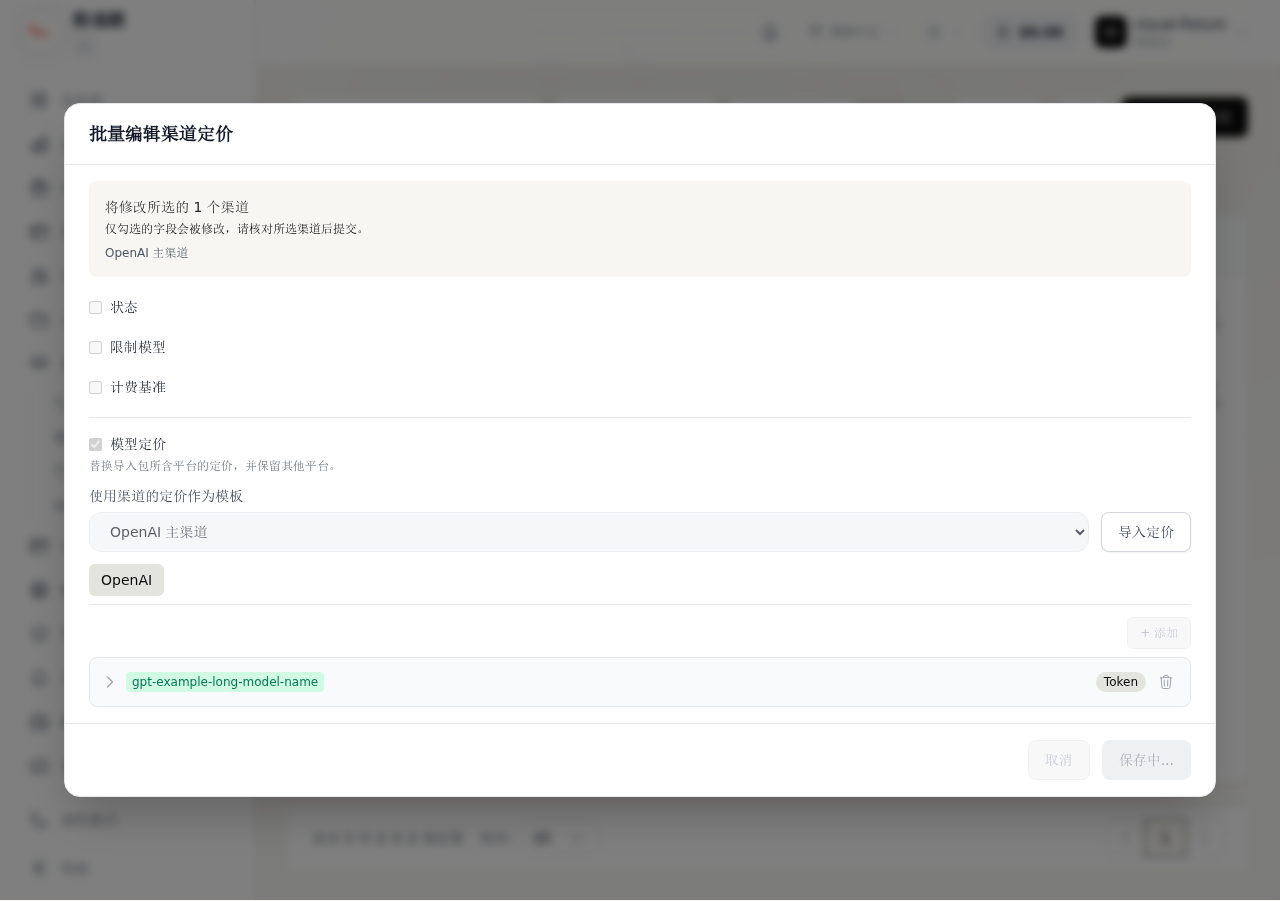 批量编辑渠道定价
将修改所选的 1 个渠道
仅勾选的字段会被修改，请核对所选渠道后提交。
OpenAI 主渠道
状态
限制模型
计费基准
模型定价
替换导入包所含平台的定价，并保留其他平台。
使用渠道的定价作为模板
OpenAI 主渠道
导入定价
OpenAI
+ 添加
gpt-example-long-model-name
Token
取消
保存中...